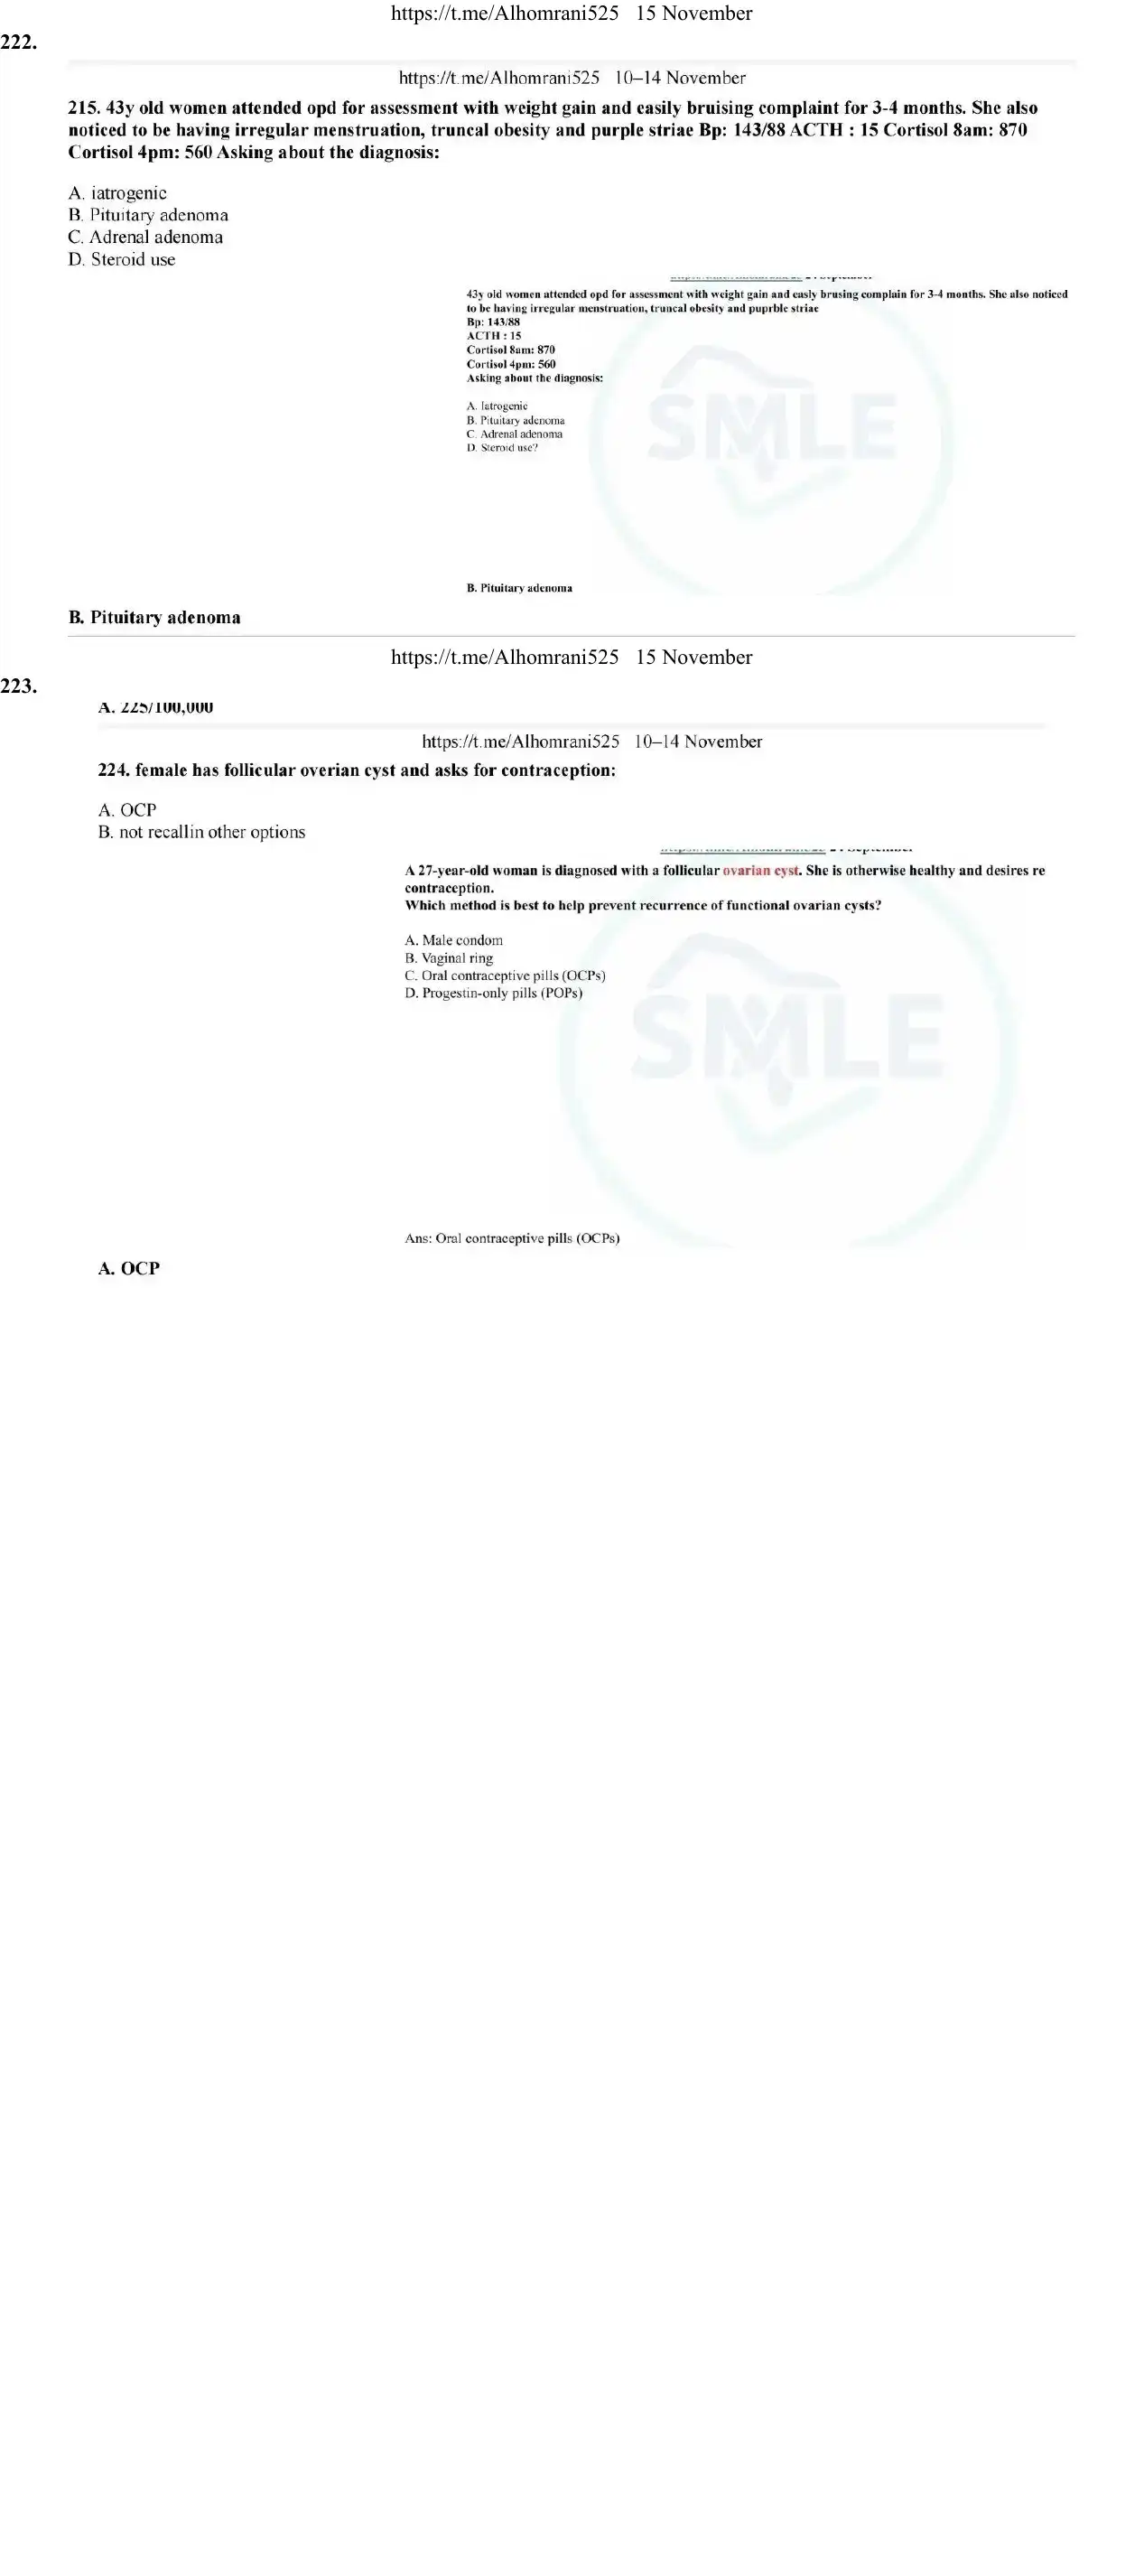 https://t.me/Alhomrani525 15 November
222.
https://t.me/Alhomrani525 10–14 November
215. 43y old women attended opd for assessment with weight gain and easily bruising complaint for 3-4 months. She also
noticed to be having irregular menstruation, truncal obesity and purple striae Bp: 143/88 ACTH : 15 Cortisol 8am: 870
Cortisol 4pm: 560 Asking about the diagnosis:
A. iatrogenic
B. Pituitary adenoma
C. Adrenal adenoma
D. Steroid use
43y old women attended opd for assessment with weight gain and easly brusing complain for 3-4 months. She also noticed
to be having irregular menstruation, truncal obesity and puprble striae
Bp: 143/88
ACTH : 15
Cortisol 8am: 870
Cortisol 4pm: 560
Asking about the diagnosis:
A. Iatrogenic
B. Pituitary adenoma
C. Adrenal adenoma
D. Steroid use?
SMLE
B. Pituitary adenoma
B. Pituitary adenoma
https://t.me/Alhomrani525 15 November
223.
A. 225/100,000
https://t.me/Alhomrani525 10–14 November
224. female has follicular overian cyst and asks for contraception:
A. OCP
B. not recallin other options
A 27-year-old woman is diagnosed with a follicular ovarian cyst. She is otherwise healthy and desires re
contraception.
Which method is best to help prevent recurrence of functional ovarian cysts?
A. Male condom
B. Vaginal ring
C. Oral contraceptive pills (OCPs)
D. Progestin-only pills (POPs)
SMLE
Ans: Oral contraceptive pills (OCPs)
A. OCP